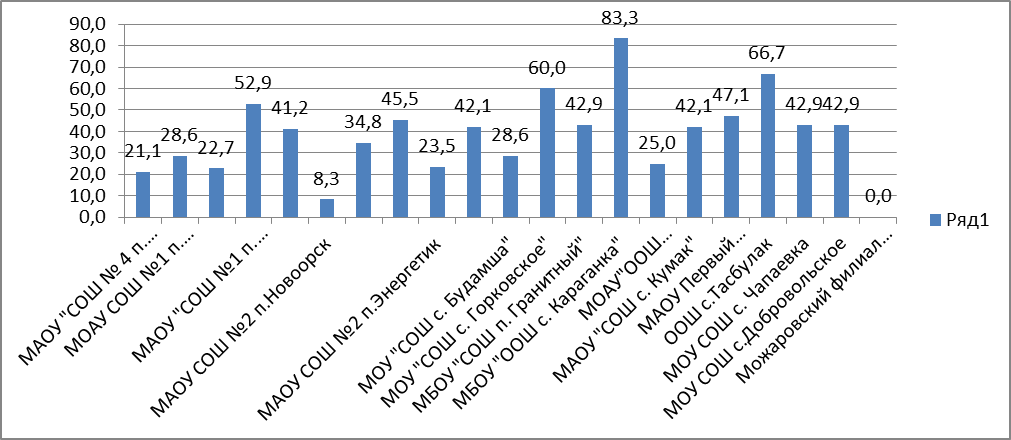 90,0
80,0
70,0
60,0
50,0
40,0
30,0
20,0
10,0
0,0
21,1
28,6
22,7
52,9
41,2
8,3
34,8
45,5
23,5
42,1
28,6
60,0
42,9
83,3
25,0
42,1
47,1
66,7
42,9
42,9
0,0
МАОУ "СОШ № 4 п….
МОАУ СОШ №1 п….
МАОУ "СОШ №1 п….
МАОУ СОШ №2 п.Новоорск
МАОУ СОШ №2 п.Энергетик
МОУ "СОШ с. Будамша"
МОУ "СОШ с. Горковское"
МБОУ "СОШ п. Гранитный"
МБОУ "ООШ с. Караганка"
МОАУ"ООШ…
МАОУ "СОШ с. Кумак"
МАОУ Первый…
ООШ с.Тасбулак
МОУ СОШ с. Чапаевка
МОУ СОШ с.Добровольское
Можаровский филиал…
Ряд1